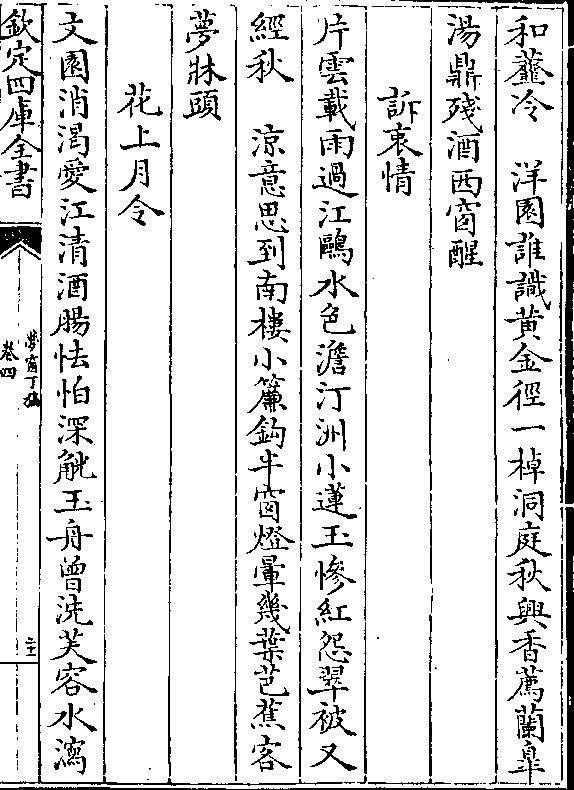 和虀冷　洋園誰識黄金徑一棹洞庭秋興香薦蘭臯
湯鼎殘酒西窗醒
訴衷情
片雲載雨過江鷗水色澹汀洲小蓮玉慘紅怨翠被又
經秋　涼意思到南樓小簾鈎半窗燈暈幾葉芭蕉客
夢牀頭
花上月令
文園消渴愛江清酒腸怯怕深觥玉舟曾洗芙容水瀉
欽定四庫全書
夢窗丁稿
卷四